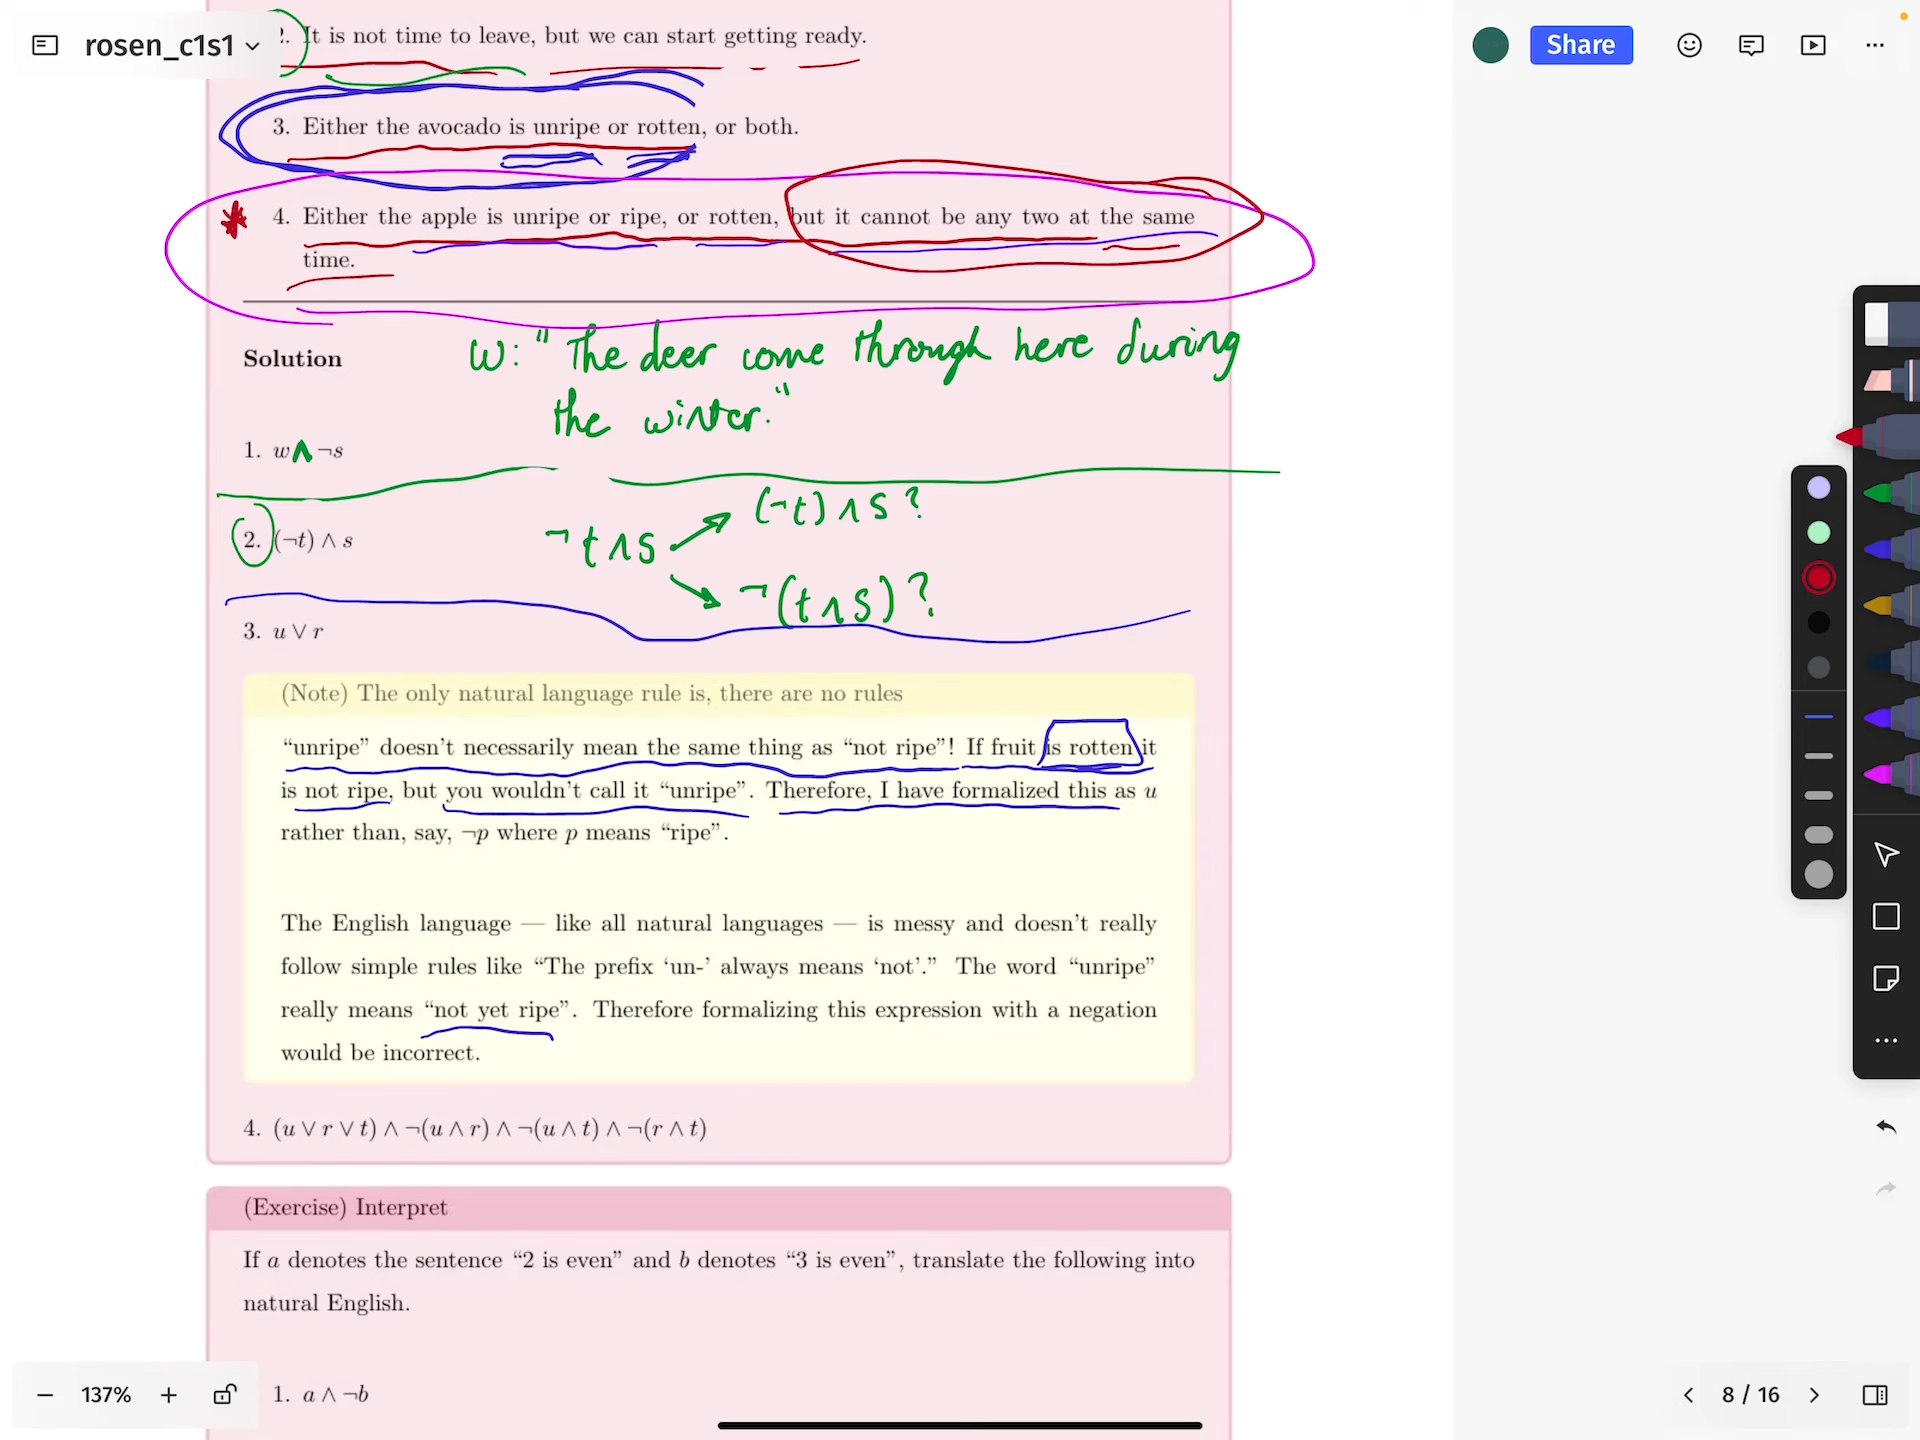 rosen_c1s1
Share
2. It is not time to leave, but we can start getting ready.
3. Either the avocado is unripe or rotten, or both.
4. Either the apple is unripe or ripe, or rotten, but it cannot be any two at the same
time.
Solution
w: "The deer come through here during
the winter."
1. w ∧ ¬s
2. (¬t) ∧ s
¬t∧s
(¬t)∧s?
¬(t∧s)?
3. u ∨ r
(Note) The only natural language rule is, there are no rules
“unripe” doesn’t necessarily mean the same thing as “not ripe”! If fruit is rotten it
is not ripe, but you wouldn’t call it “unripe”. Therefore, I have formalized this as u
rather than, say, ¬p where p means “ripe”.
The English language — like all natural languages — is messy and doesn’t really
follow simple rules like “The prefix ‘un-’ always means ‘not’.” The word “unripe”
really means “not yet ripe”. Therefore formalizing this expression with a negation
would be incorrect.
4. (u ∨ r ∨ t) ∧ ¬(u ∧ r) ∧ ¬(u ∧ t) ∧ ¬(r ∧ t)
(Exercise) Interpret
If a denotes the sentence “2 is even” and b denotes “3 is even”, translate the following into
natural English.
1. a ∧ ¬b
137%
8 / 16